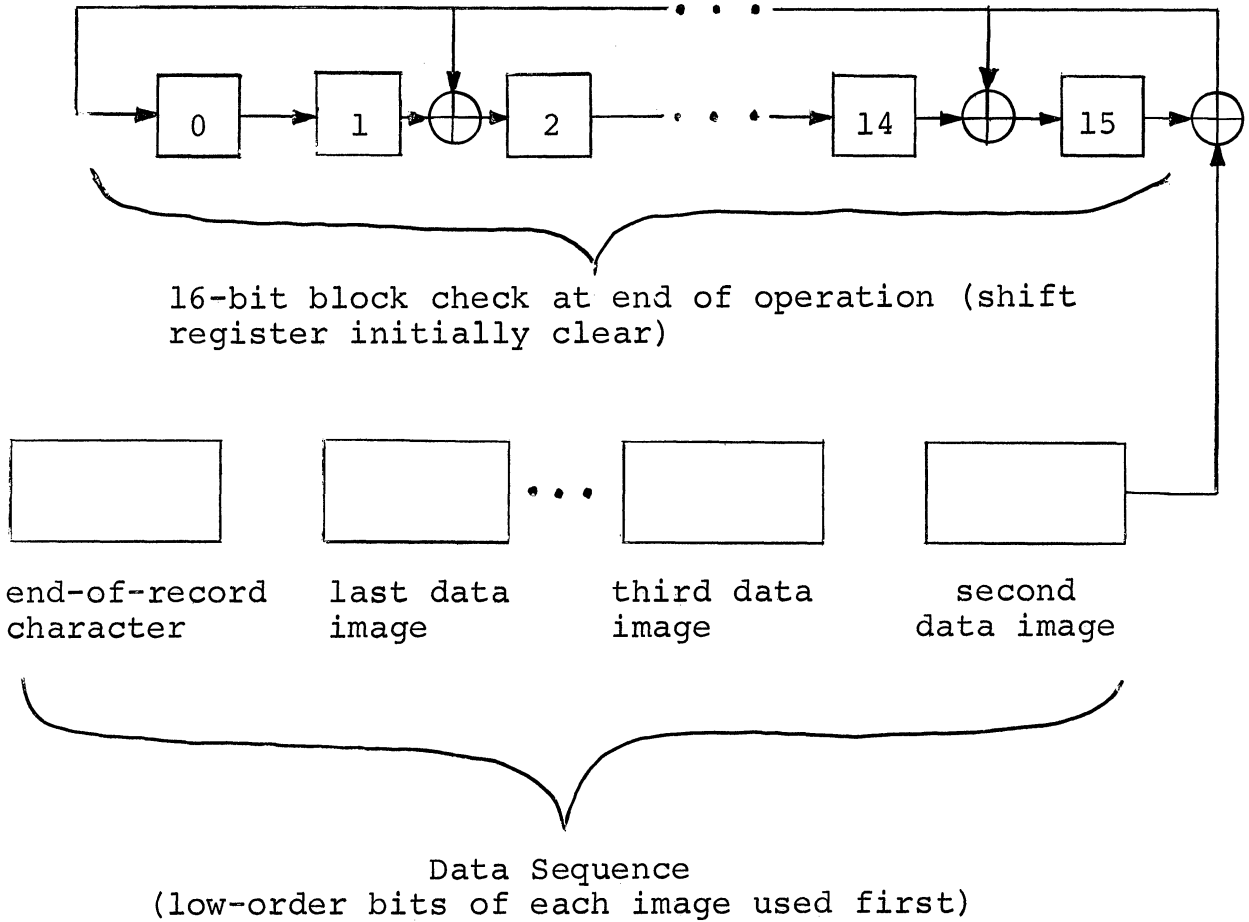 0 1 2 14 15
16-bit block check at end of operation (shift
register initially clear)
end-of-record
character
last data
image
third data
image
second
data image
Data Sequence
(low-order bits of each image used first)